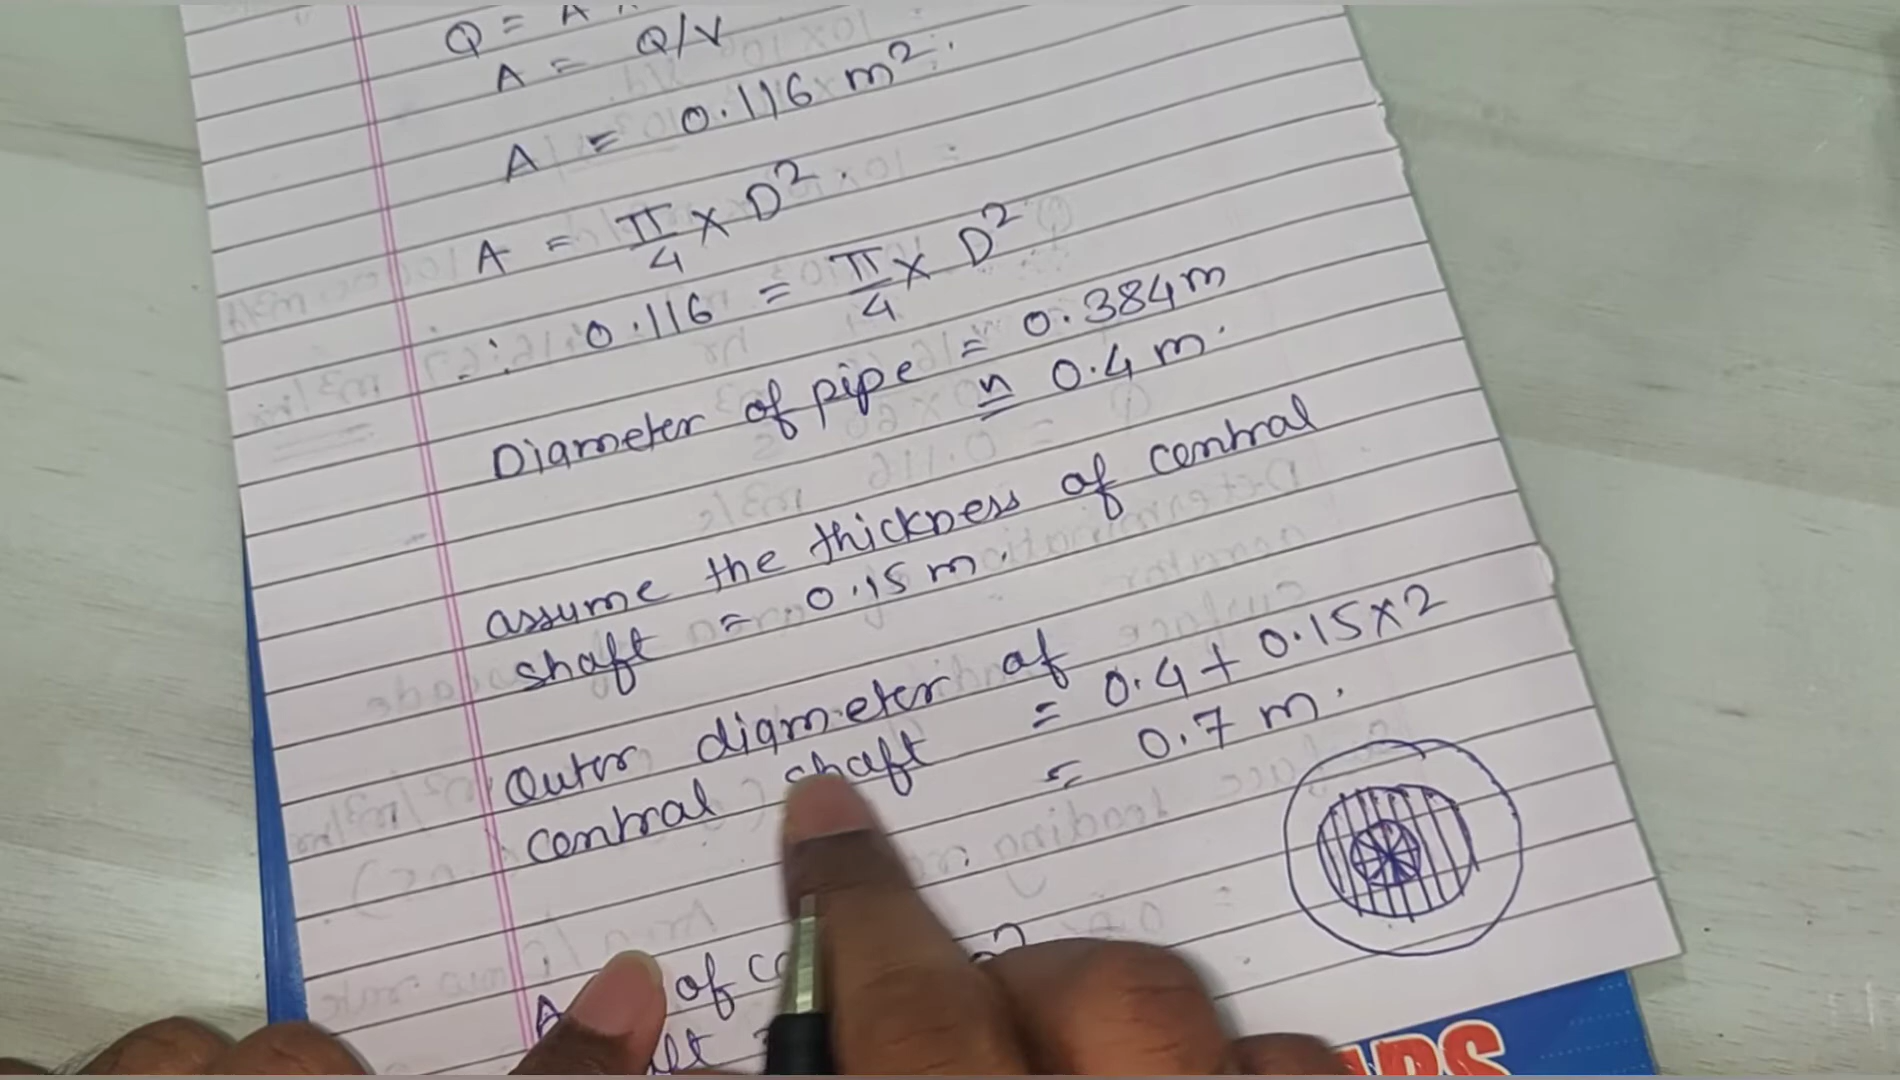 Q = A
A = Q/V
A = 0.116 m².
A = π/4 × D².
∴ 0.116 = π/4 × D²
Diameter of pipe = 0.384m
≈ 0.4 m.
assume the thickness of central
shaft = 0.15 m.
Outer diameter of
central shaft = 0.4 + 0.15×2
= 0.7 m.
of